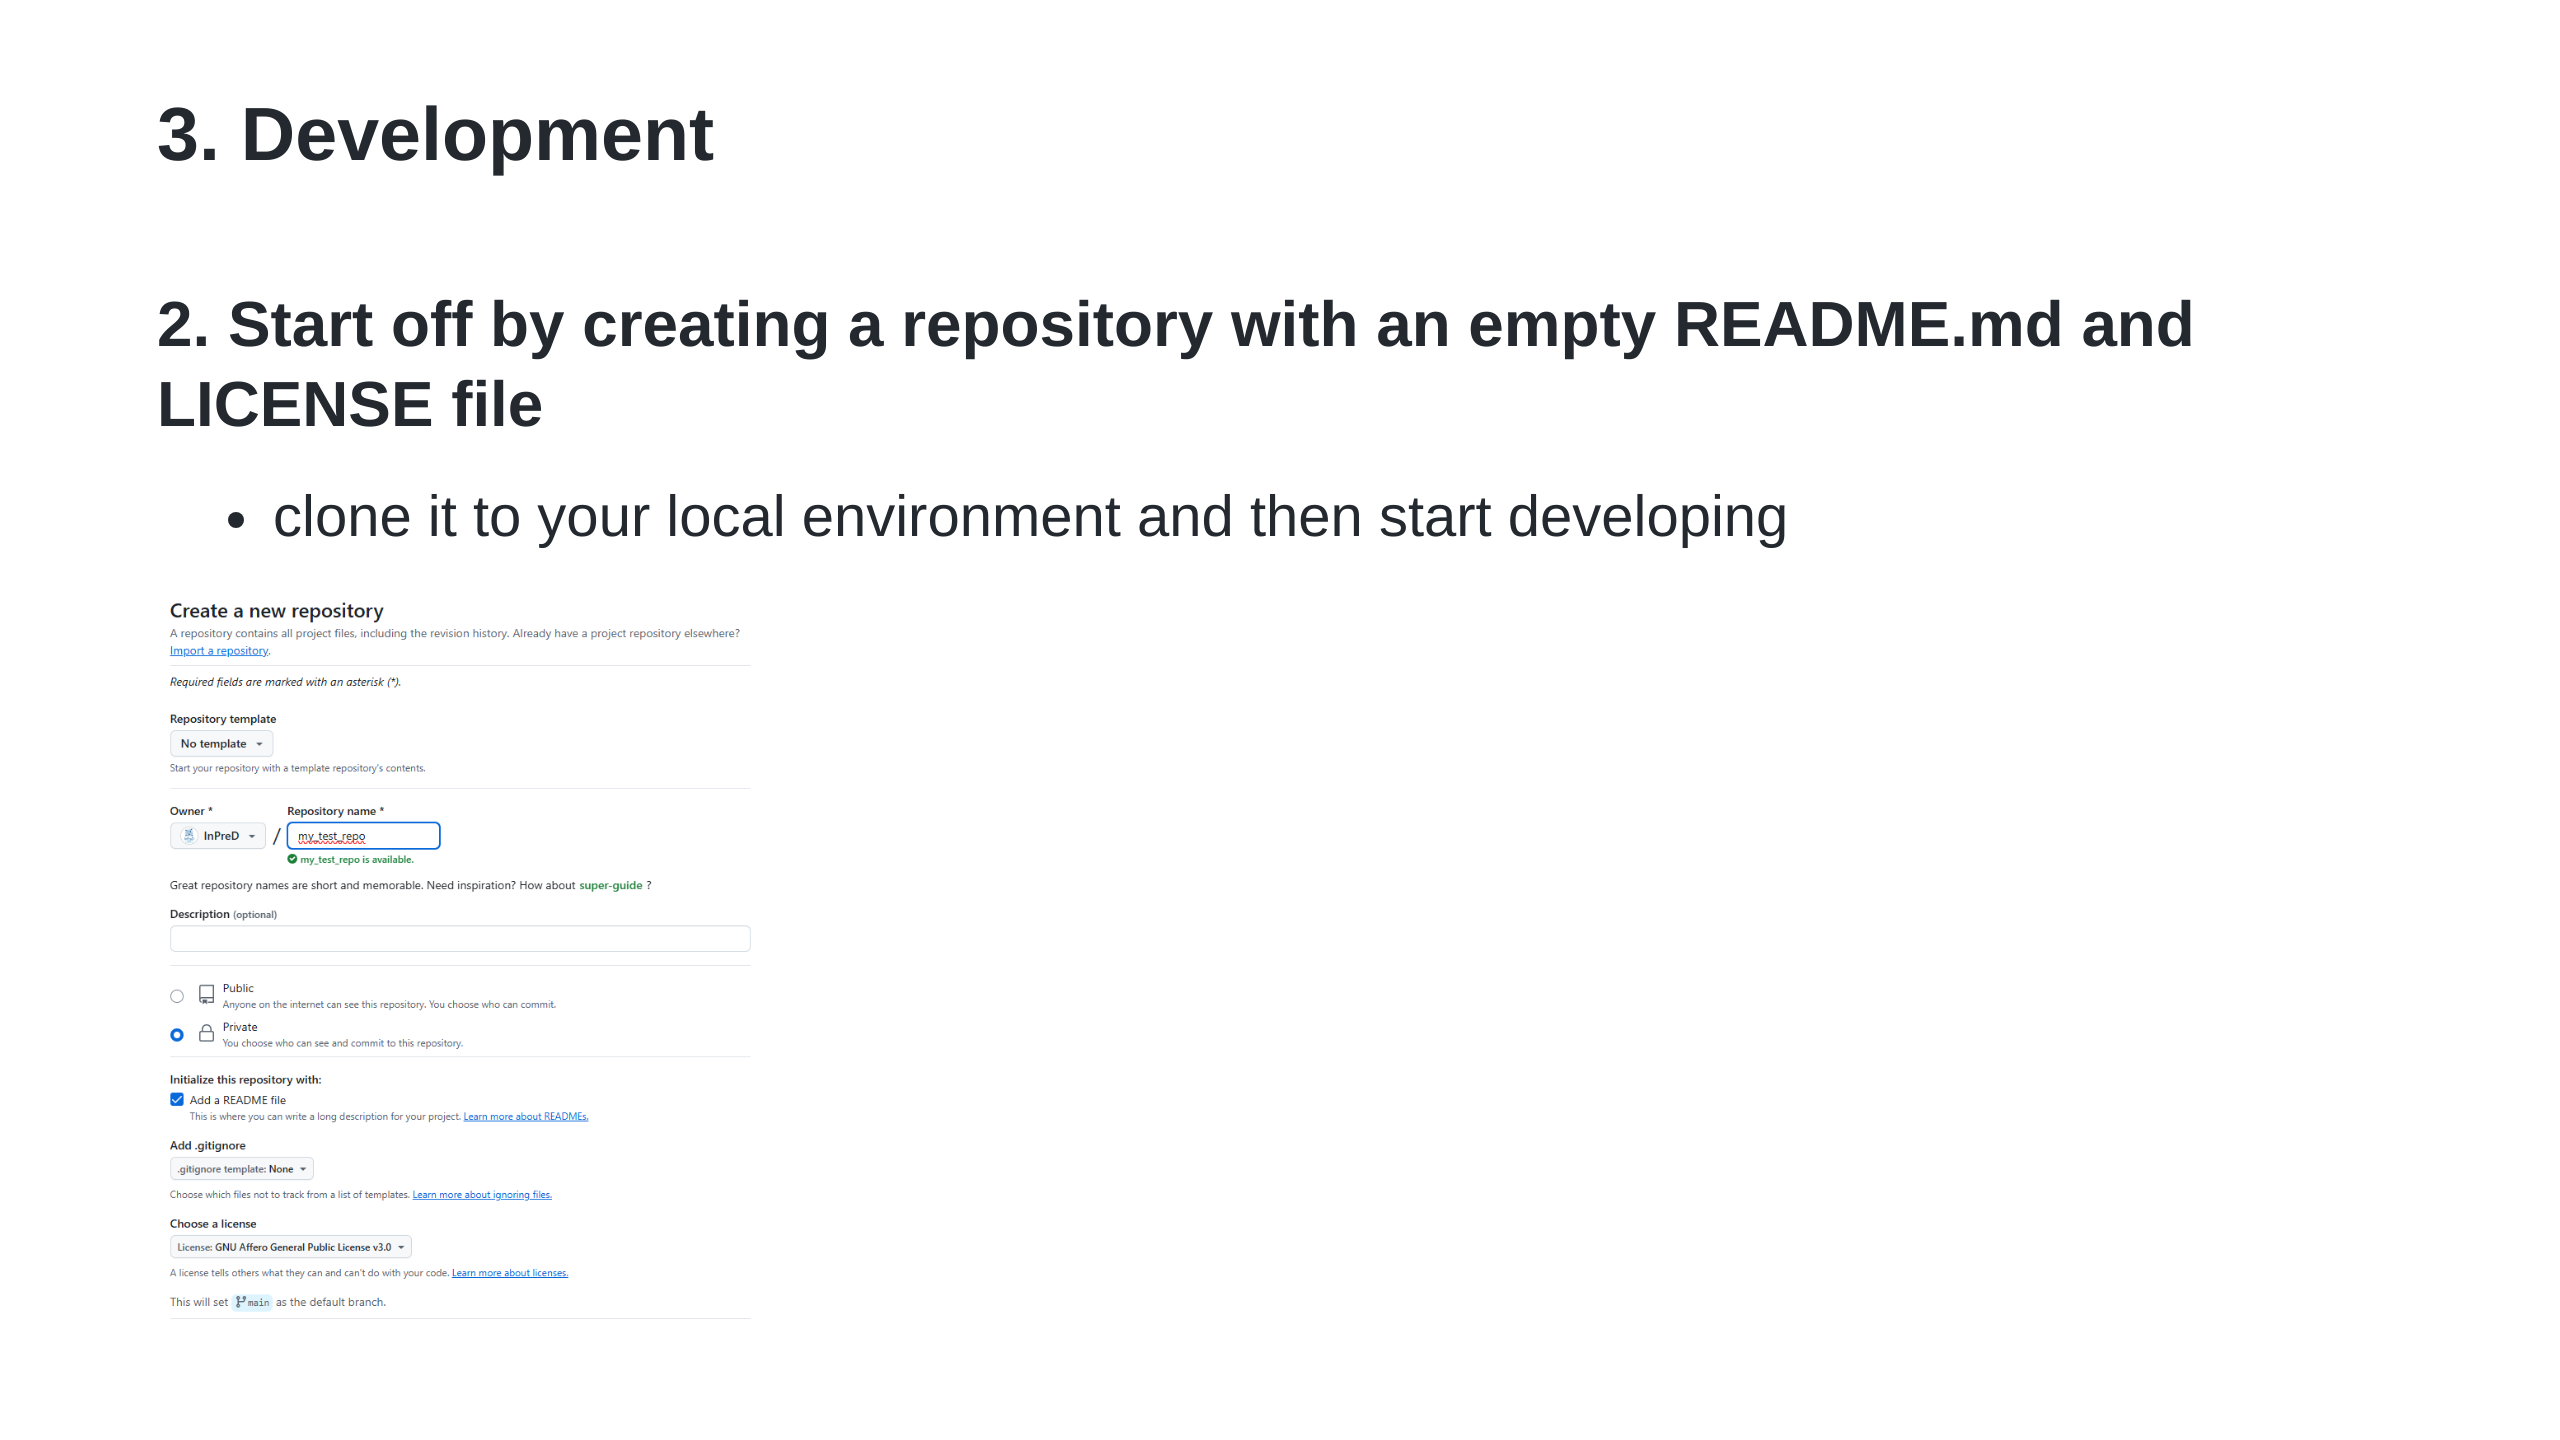 3. Development
2. Start off by creating a repository with an empty README.md and
LICENSE file
• clone it to your local environment and then start developing
Create a new repository
A repository contains all project files, including the revision history. Already have a project repository elsewhere?
Import a repository.
Required fields are marked with an asterisk (*).
Repository template
No template
Start your repository with a template repository's contents.
Owner * Repository name *
InPreD / my_test_repo
my_test_repo is available.
Great repository names are short and memorable. Need inspiration? How about super-guide ?
Description (optional)
Public
Anyone on the internet can see this repository. You choose who can commit.
Private
You choose who can see and commit to this repository.
Initialize this repository with:
Add a README file
This is where you can write a long description for your project. Learn more about READMEs.
Add .gitignore
.gitignore template: None
Choose which files not to track from a list of templates. Learn more about ignoring files.
Choose a license
License: GNU Affero General Public License v3.0
A license tells others what they can and can't do with your code. Learn more about licenses.
This will set main as the default branch.